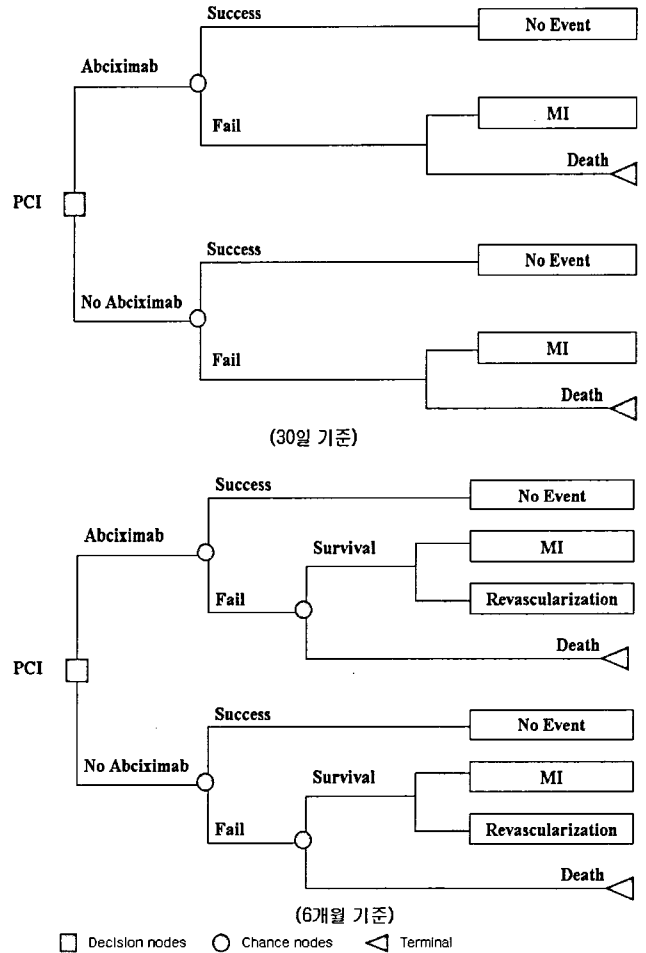 Success
No Event
Abciximab
MI
Fail
Death
PCI
Success
No Event
No Abciximab
MI
Fail
Death
(30일 기준)
Success
No Event
Abciximab
Survival
MI
Fail
Revascularization
Death
PCI
Success
No Event
No Abciximab
Survival
MI
Fail
Revascularization
Death
(6개월 기준)
Decision nodes Chance nodes Terminal